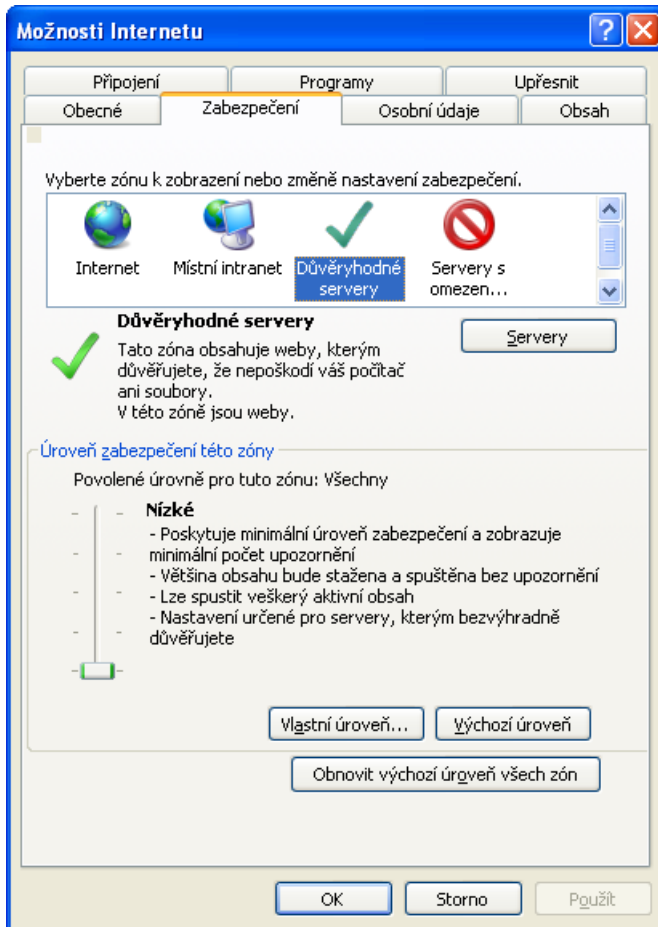 Možnosti Internetu
Připojení
Programy
Upřesnit
Obecné
Zabezpečení
Osobní údaje
Obsah
Vyberte zónu k zobrazení nebo změně nastavení zabezpečení.
Internet
Místní intranet
Důvěryhodné
servery
Servery s
omezen...
Důvěryhodné servery
Servery
Tato zóna obsahuje weby, kterým
důvěřujete, že nepoškodí váš počítač
ani soubory.
V této zóně jsou weby.
Úroveň zabezpečení této zóny
Povolené úrovně pro tuto zónu: Všechny
Nízké
- Poskytuje minimální úroveň zabezpečení a zobrazuje
minimální počet upozornění
- Většina obsahu bude stažena a spuštěna bez upozornění
- Lze spustit veškerý aktivní obsah
- Nastavení určené pro servery, kterým bezvýhradně
důvěřujete
Vlastní úroveň...
Výchozí úroveň
Obnovit výchozí úroveň všech zón
OK
Storno
Použít